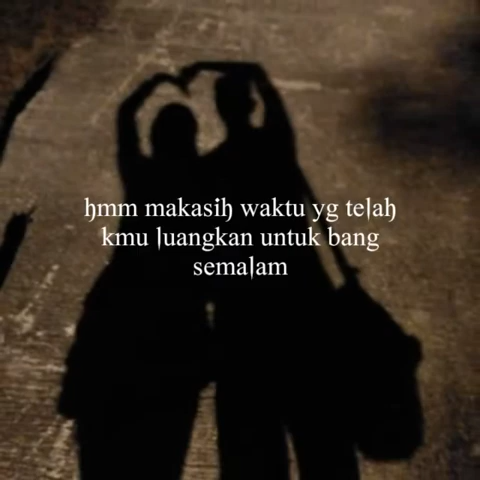 hmm makasih waktu yg telah
kmu luangkan untuk bang
semalam